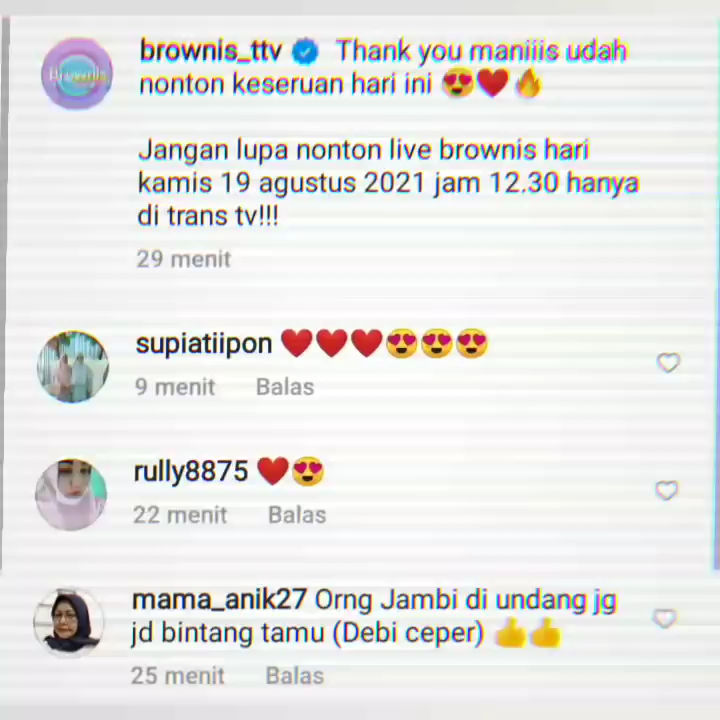 brownis_ttv Thank you maniiis udah
nonton keseruan hari ini 😍❤️🔥
Jangan lupa nonton live brownis hari
kamis 19 agustus 2021 jam 12.30 hanya
di trans tv!!!
29 menit
supiatiipon ❤️❤️❤️😍😍😍
9 menit Balas
rully8875 ❤️😍
22 menit Balas
mama_anik27 Orng Jambi di undang jg
jd bintang tamu (Debi ceper) 👍👍
25 menit Balas